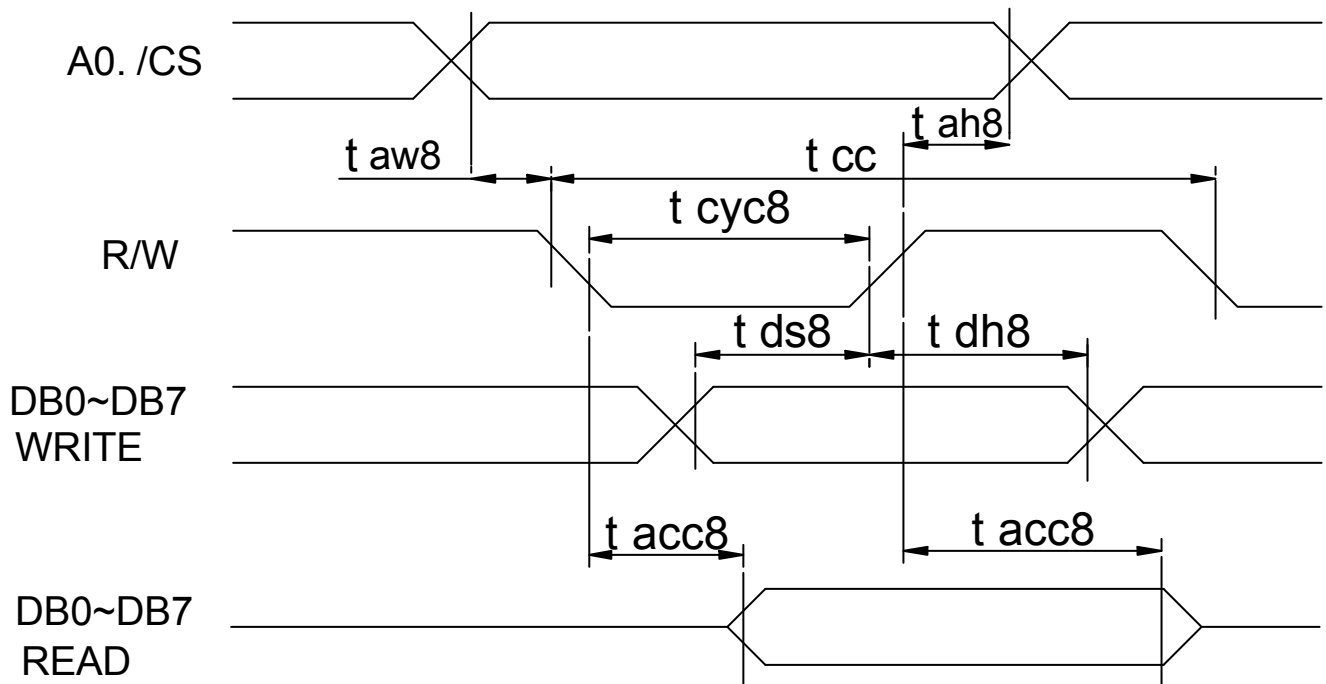 A0. /CS
t ah8
t aw8
t cc
t cyc8
R/W
t ds8
t dh8
DB0~DB7
WRITE
t acc8
t acc8
DB0~DB7
READ